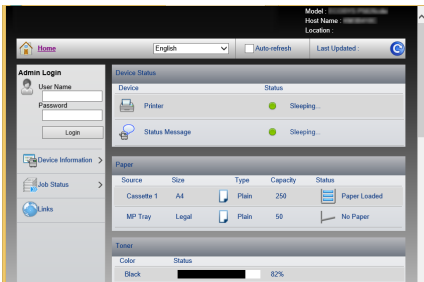 Model :
Host Name :
Location :
Home
English
Auto-refresh
Last Updated :
Admin Login
User Name
Password
Login
Device Information
Job Status
Links
Device Status
Device Status
Printer Sleeping...
Status Message Sleeping...
Paper
Source Size Type Capacity Status
Cassette 1 A4 Plain 250 Paper Loaded
MP Tray Legal Plain 50 No Paper
Toner
Color Status
Black 82%